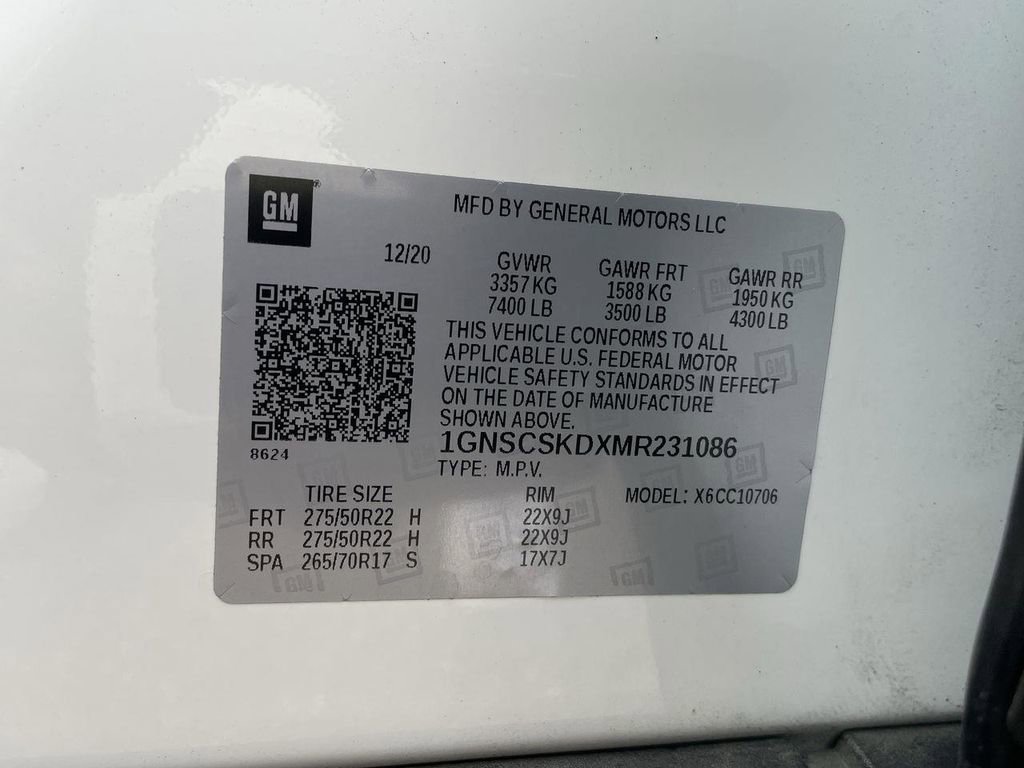 GM
MFD BY GENERAL MOTORS LLC
12/20
GVWR
3357 KG
7400 LB
GAWR FRT
1588 KG
3500 LB
GAWR RR
1950 KG
4300 LB
THIS VEHICLE CONFORMS TO ALL
APPLICABLE U.S. FEDERAL MOTOR
VEHICLE SAFETY STANDARDS IN EFFECT
ON THE DATE OF MANUFACTURE
SHOWN ABOVE.
8624
1GNSCSKDXMR231086
TYPE: M.P.V.
TIRE SIZE RIM MODEL: X6CC10706
FRT 275/50R22 H 22X9J
RR 275/50R22 H 22X9J
SPA 265/70R17 S 17X7J